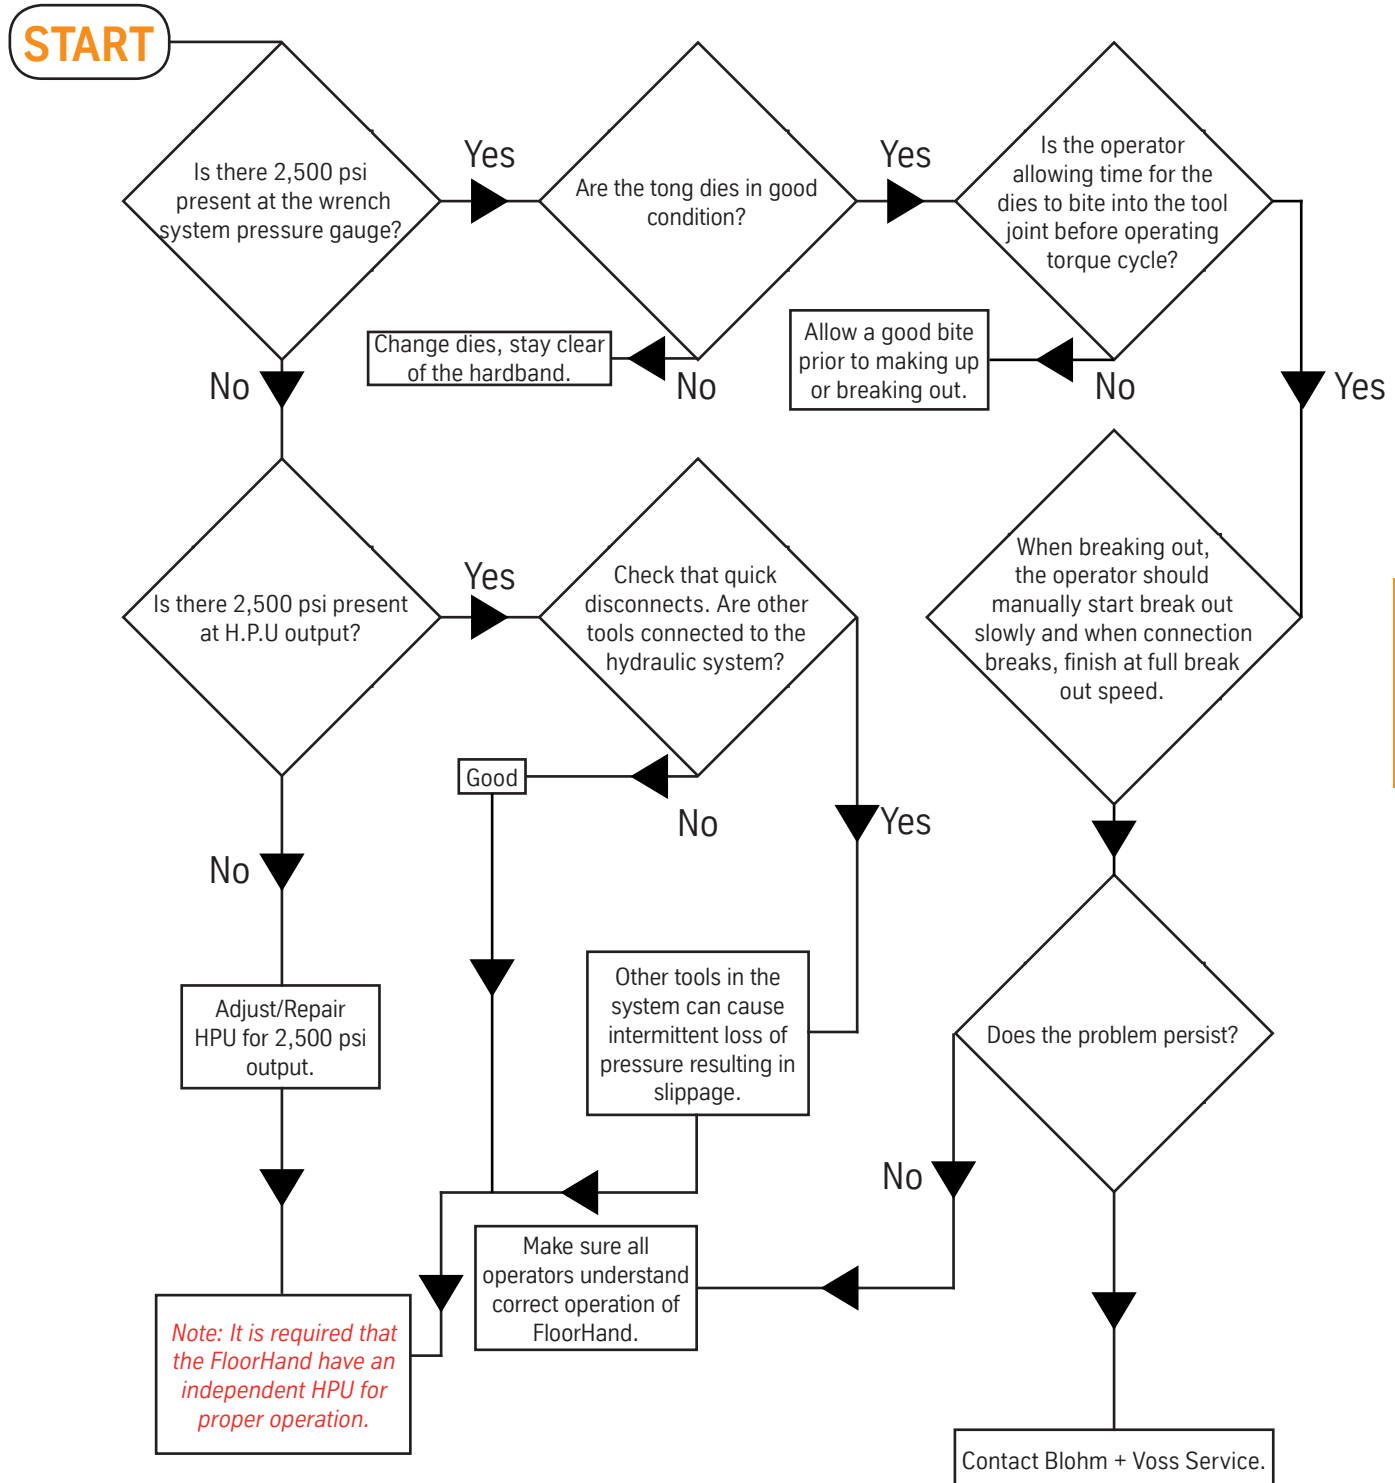 START
Is there 2,500 psi
present at the wrench
system pressure gauge?
Yes
Are the tong dies in good
condition?
Yes
Is the operator
allowing time for the
dies to bite into the tool
joint before operating
torque cycle?
Change dies, stay clear
of the hardband.
No
Allow a good bite
prior to making up
or breaking out.
No
Yes
No
Is there 2,500 psi present
at H.P.U output?
Yes
Check that quick
disconnects. Are other
tools connected to the
hydraulic system?
When breaking out,
the operator should
manually start break out
slowly and when connection
breaks, finish at full break
out speed.
Good
No
Yes
No
Adjust/Repair
HPU for 2,500 psi
output.
Other tools in the
system can cause
intermittent loss of
pressure resulting in
slippage.
Does the problem persist?
No
Make sure all
operators understand
correct operation of
FloorHand.
Note: It is required that
the FloorHand have an
independent HPU for
proper operation.
Contact Blohm + Voss Service.